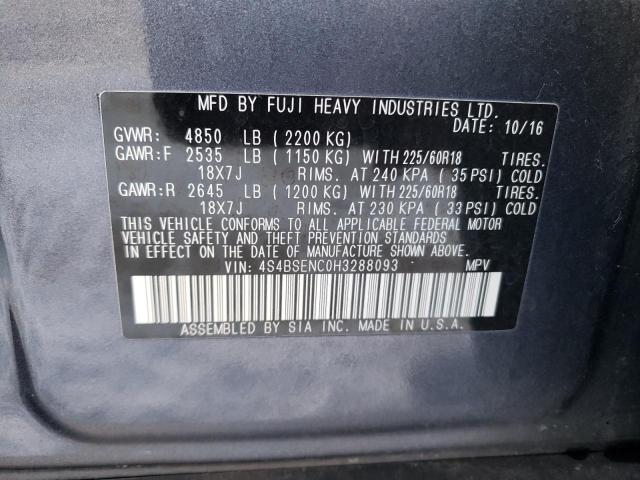 MFD BY FUJI HEAVY INDUSTRIES LTD.
DATE: 10/16
GVWR: 4850 LB (2200 KG)
GAWR:F 2535 LB (1150 KG) WITH 225/60R18 TIRES.
18X7J RIMS. AT 240 KPA (35 PSI) COLD
GAWR:R 2645 LB (1200 KG) WITH 225/60R18 TIRES.
18X7J RIMS. AT 230 KPA (33 PSI) COLD
THIS VEHICLE CONFORMS TO ALL APPLICABLE FEDERAL MOTOR
VEHICLE SAFETY AND THEFT PREVENTION STANDARDS
IN EFFECT ON THE DATE OF MANUFACTURE SHOWN ABOVE.
VIN: 4S4BSENC0H3288093 MPV
ASSEMBLED BY SIA INC. MADE IN U.S.A.